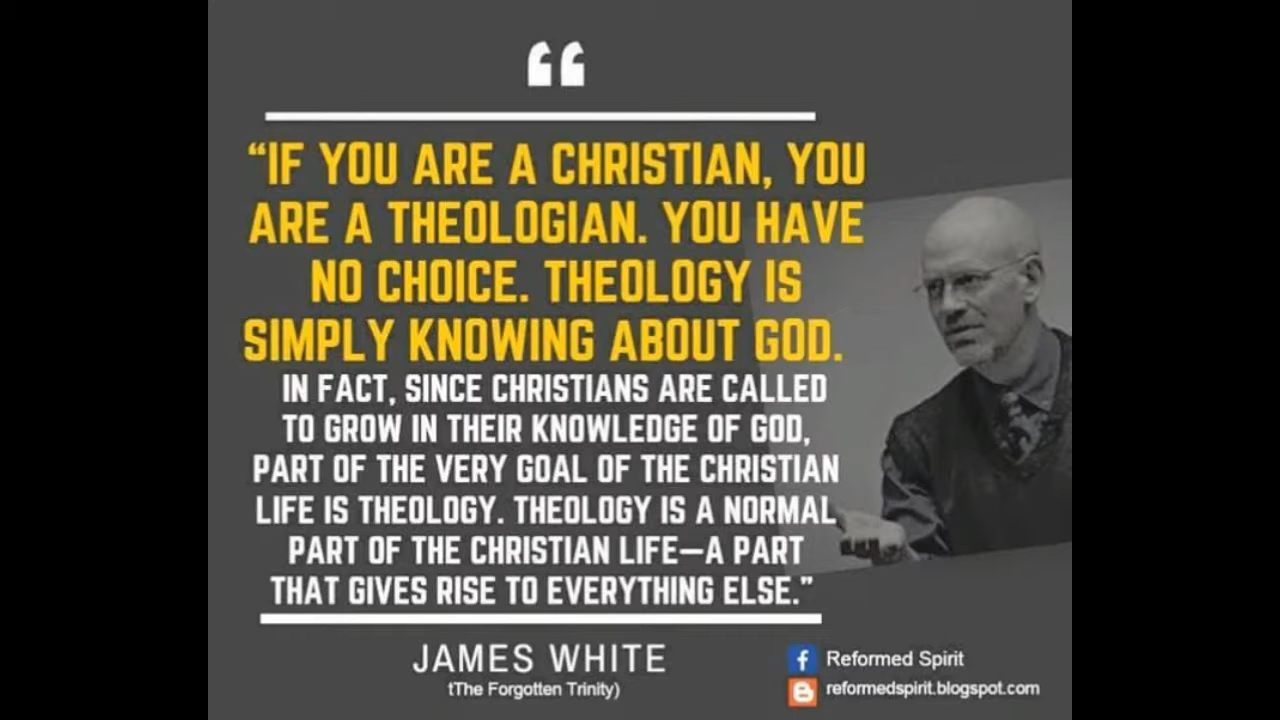 “IF YOU ARE A CHRISTIAN, YOU
ARE A THEOLOGIAN. YOU HAVE
NO CHOICE. THEOLOGY IS
SIMPLY KNOWING ABOUT GOD.
IN FACT, SINCE CHRISTIANS ARE CALLED
TO GROW IN THEIR KNOWLEDGE OF GOD,
PART OF THE VERY GOAL OF THE CHRISTIAN
LIFE IS THEOLOGY. THEOLOGY IS A NORMAL
PART OF THE CHRISTIAN LIFE—A PART
THAT GIVES RISE TO EVERYTHING ELSE.”
JAMES WHITE
tThe Forgotten Trinity)
Reformed Spirit
reformedspirit.blogspot.com